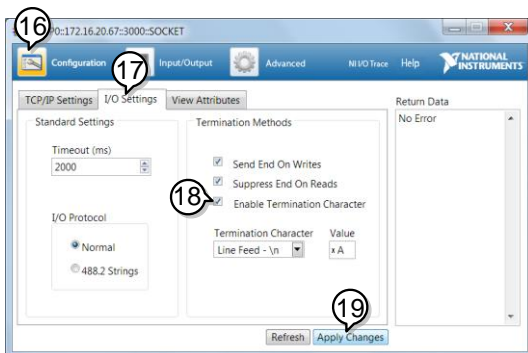 16
P0::172.16.20.67::3000::SOCKET
Configuration Input/Output Advanced NI I/O Trace Help NATIONAL INSTRUMENTS
17
TCP/IP Settings I/O Settings View Attributes
Return Data
No Error
Standard Settings
Timeout (ms)
2000
I/O Protocol
Normal
488.2 Strings
Termination Methods
Send End On Writes
Suppress End On Reads
18
Enable Termination Character
Termination Character Value
Line Feed - \n x A
19
Refresh Apply Changes